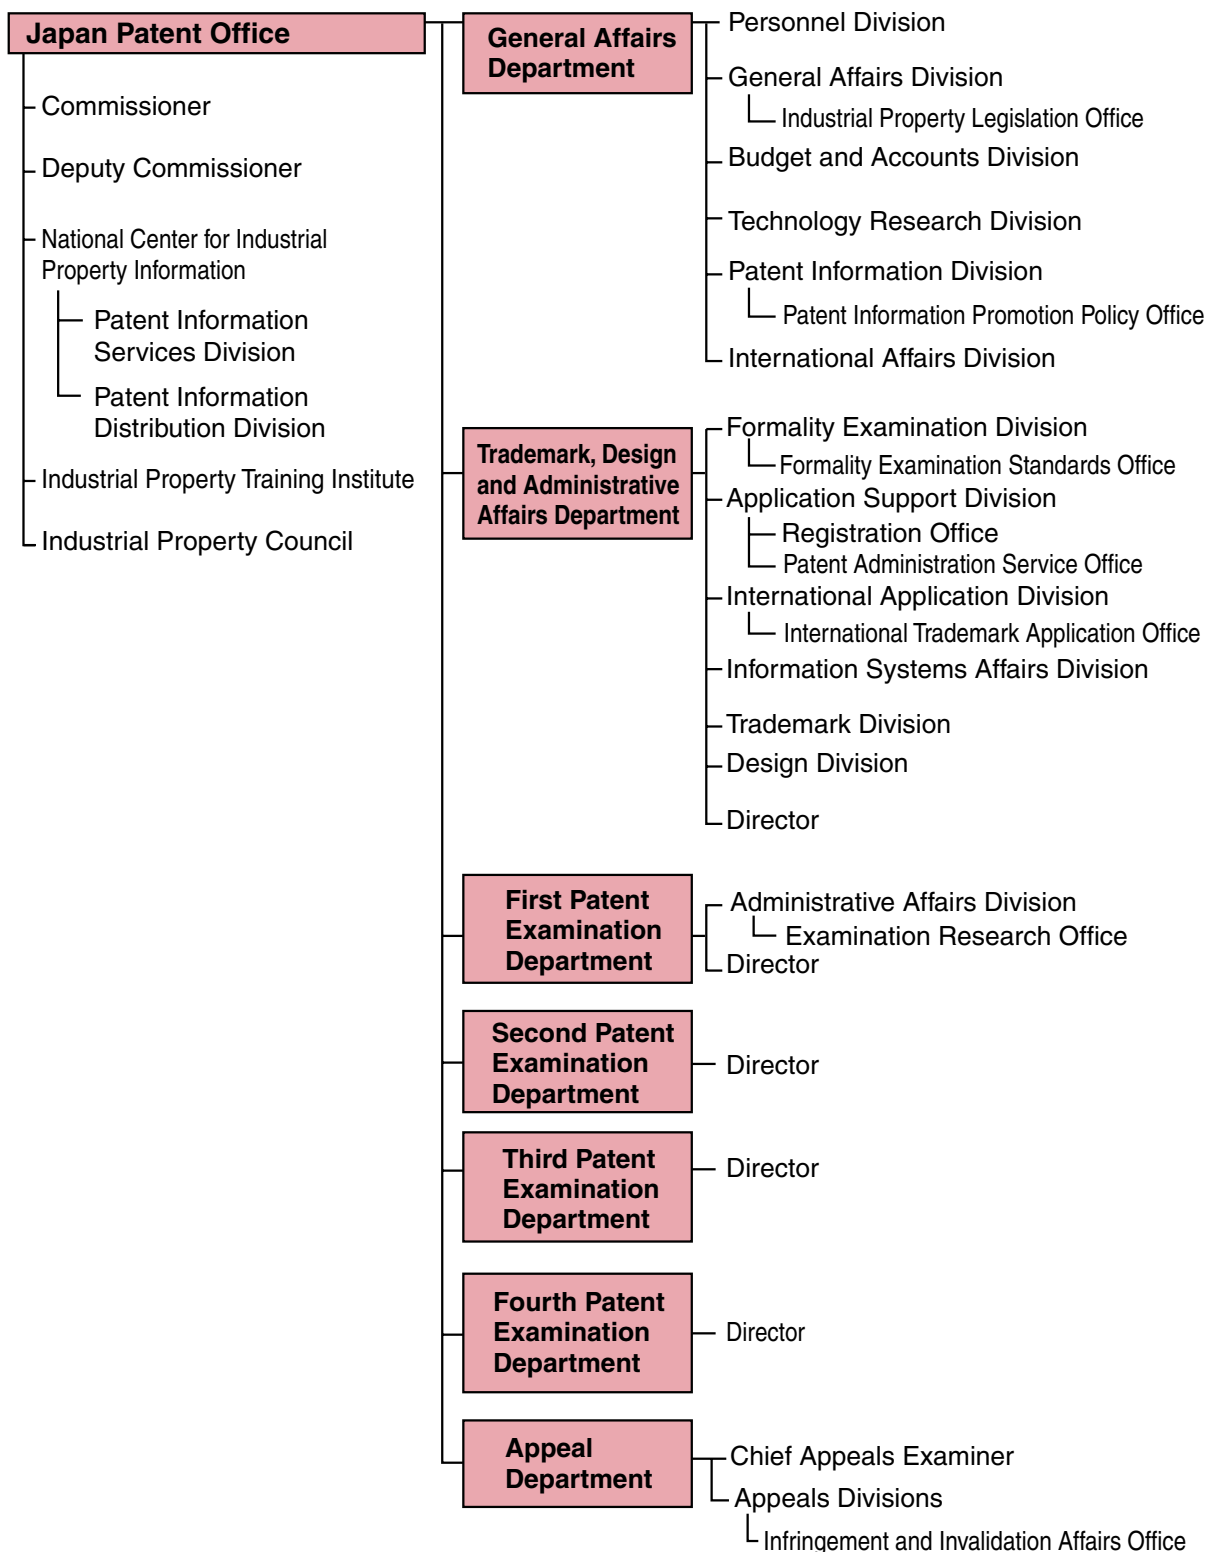 Japan Patent Office
Commissioner
Deputy Commissioner
National Center for Industrial
Property Information
Patent Information
Services Division
Patent Information
Distribution Division
Industrial Property Training Institute
Industrial Property Council
General Affairs
Department
Personnel Division
General Affairs Division
Industrial Property Legislation Office
Budget and Accounts Division
Technology Research Division
Patent Information Division
Patent Information Promotion Policy Office
International Affairs Division
Trademark, Design
and Administrative
Affairs Department
Formality Examination Division
Formality Examination Standards Office
Application Support Division
Registration Office
Patent Administration Service Office
International Application Division
International Trademark Application Office
Information Systems Affairs Division
Trademark Division
Design Division
Director
First Patent
Examination
Department
Administrative Affairs Division
Examination Research Office
Director
Second Patent
Examination
Department
Director
Third Patent
Examination
Department
Director
Fourth Patent
Examination
Department
Director
Appeal
Department
Chief Appeals Examiner
Appeals Divisions
Infringement and Invalidation Affairs Office